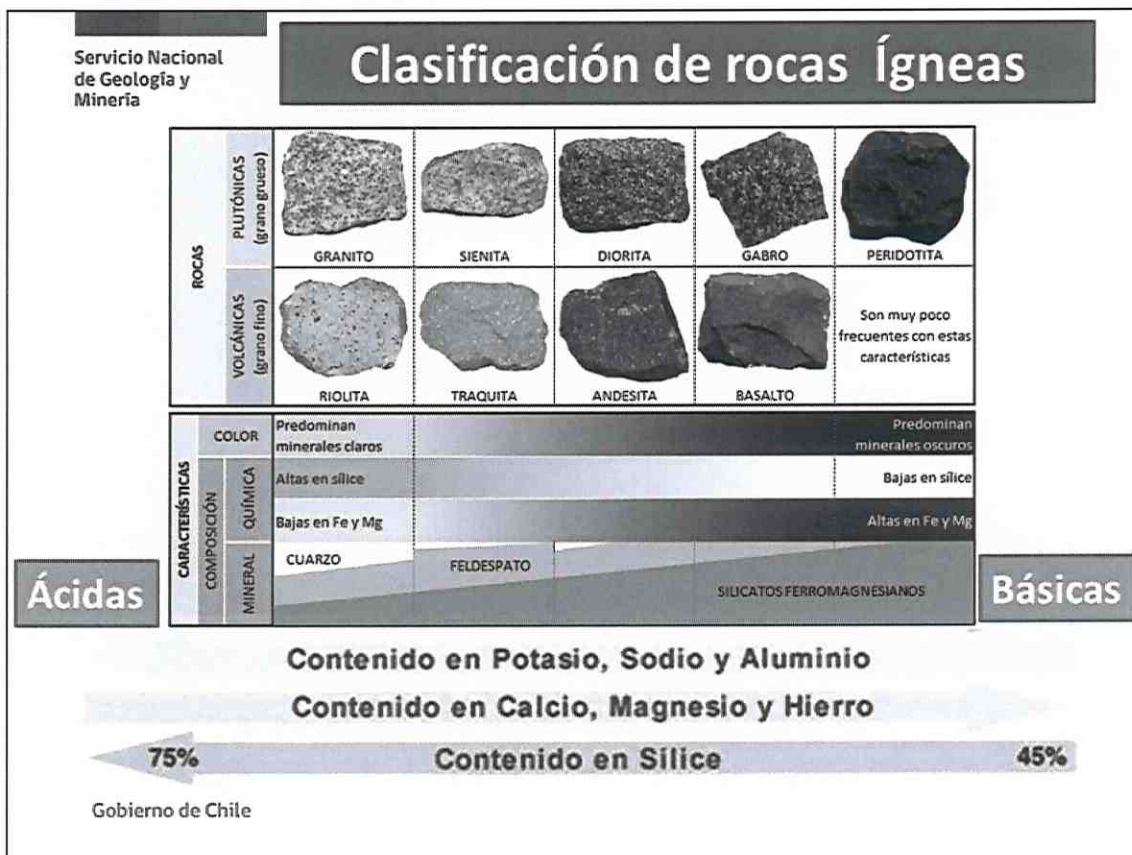 Servicio Nacional
de Geología y
Minería
Clasificación de rocas Ígneas
ROCAS
PLUTÓNICAS
(grano grueso)
GRANITO
SIENITA
DIORITA
GABRO
PERIDOTITA
VOLCÁNICAS
(grano fino)
RIOLITA
TRAQUITA
ANDESITA
BASALTO
Son muy poco
frecuentes con estas
características
CARACTERÍSTICAS
COLOR
Predominan
minerales claros
Predominan
minerales oscuros
COMPOSICIÓN
QUÍMICA
Altas en sílice
Bajas en sílice
Bajas en Fe y Mg
Altas en Fe y Mg
MINERAL
CUARZO
FELDESPATO
SILICATOS FERROMAGNESIANOS
Ácidas
Básicas
Contenido en Potasio, Sodio y Aluminio
Contenido en Calcio, Magnesio y Hierro
75%
Contenido en Sílice
45%
Gobierno de Chile